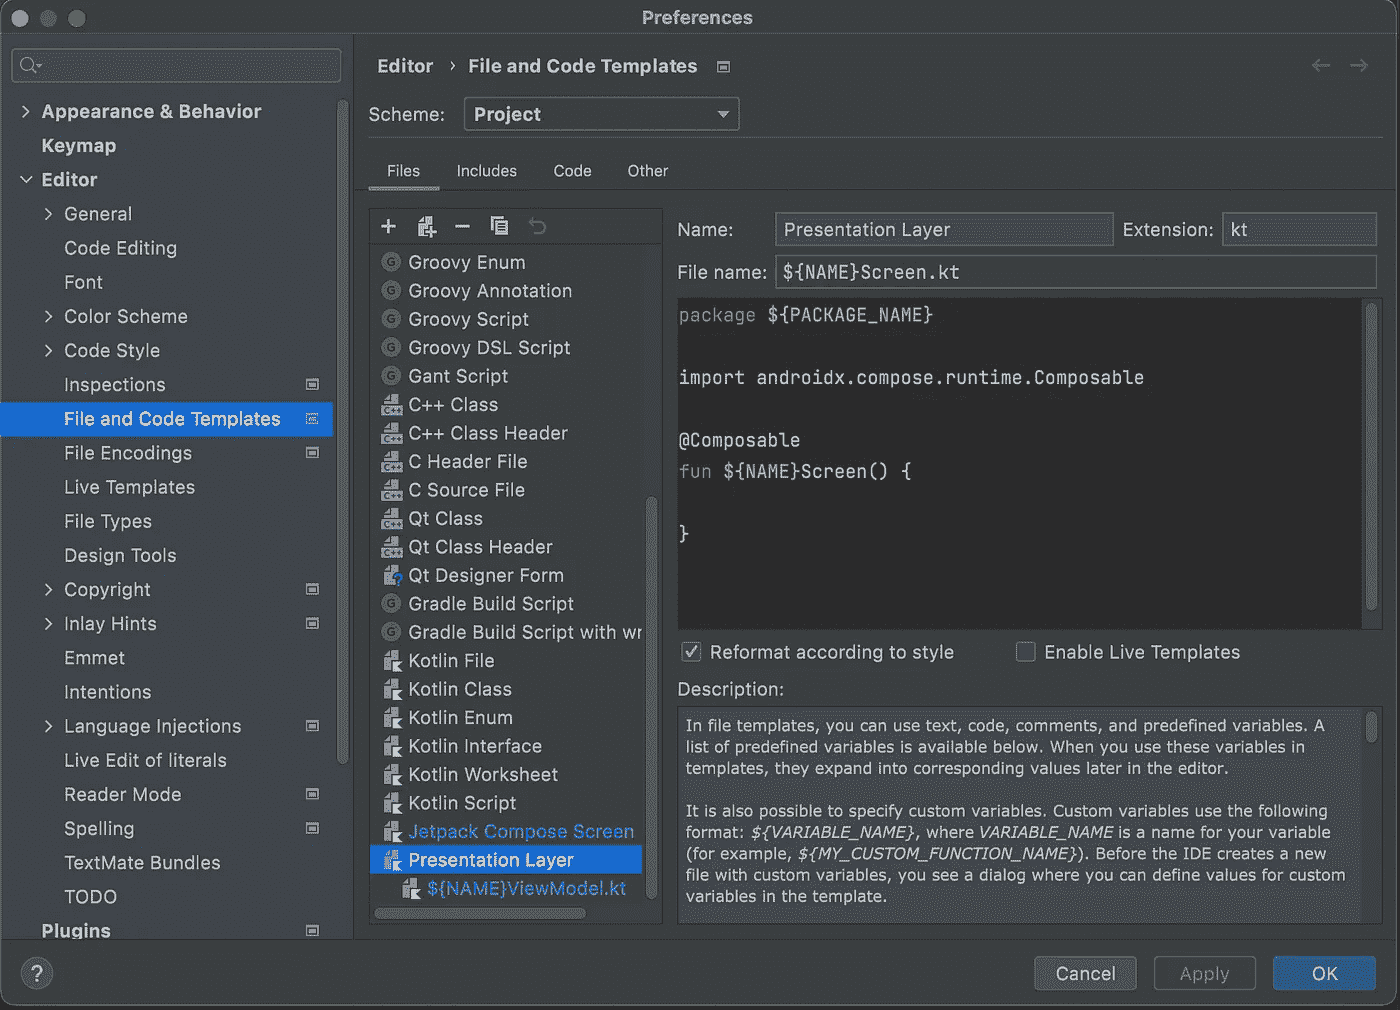 Preferences
Appearance & Behavior
Keymap
Editor
General
Code Editing
Font
Color Scheme
Code Style
Inspections
File and Code Templates
File Encodings
Live Templates
File Types
Design Tools
Copyright
Inlay Hints
Emmet
Intentions
Language Injections
Live Edit of literals
Reader Mode
Spelling
TextMate Bundles
TODO
Plugins
Editor › File and Code Templates
Scheme: Project
Files Includes Code Other
Groovy Enum
Groovy Annotation
Groovy Script
Groovy DSL Script
Gant Script
C++ Class
C++ Class Header
C Header File
C Source File
Qt Class
Qt Class Header
Qt Designer Form
Gradle Build Script
Gradle Build Script with wr
Kotlin File
Kotlin Class
Kotlin Enum
Kotlin Interface
Kotlin Worksheet
Kotlin Script
Jetpack Compose Screen
Presentation Layer
${NAME}ViewModel.kt
Name: Presentation Layer Extension: kt
File name: ${NAME}Screen.kt
package ${PACKAGE_NAME}
import androidx.compose.runtime.Composable
@Composable
fun ${NAME}Screen() {
}
Reformat according to style Enable Live Templates
Description:
In file templates, you can use text, code, comments, and predefined variables. A
list of predefined variables is available below. When you use these variables in
templates, they expand into corresponding values later in the editor.
It is also possible to specify custom variables. Custom variables use the following
format: ${VARIABLE_NAME}, where VARIABLE_NAME is a name for your variable
(for example, ${MY_CUSTOM_FUNCTION_NAME}). Before the IDE creates a new
file with custom variables, you see a dialog where you can define values for custom
variables in the template.
? Cancel Apply OK